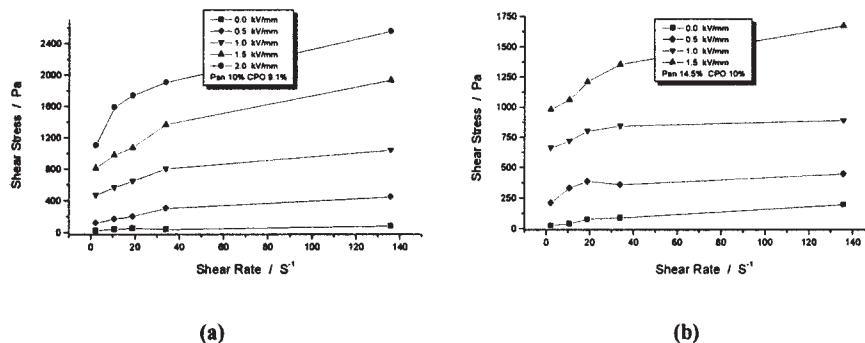 0.0 kV/mm
0.5 kV/mm
1.0 kV/mm
1.5 kV/mm
2.0 kV/mm
Pan 10% CPO 9.1%
2400
2000
1600
1200
800
400
0
Shear Stress / Pa
0 20 40 60 80 100 120 140
Shear Rate / S⁻¹
(a)
0.0 kV/mm
0.5 kV/mm
1.0 kV/mm
1.5 kV/mm
Pan 14.5% CPO 10%
1750
1500
1250
1000
750
500
250
0
Shear Stress / Pa
0 20 40 60 80 100 120 140
Shear Rate / S⁻¹
(b)